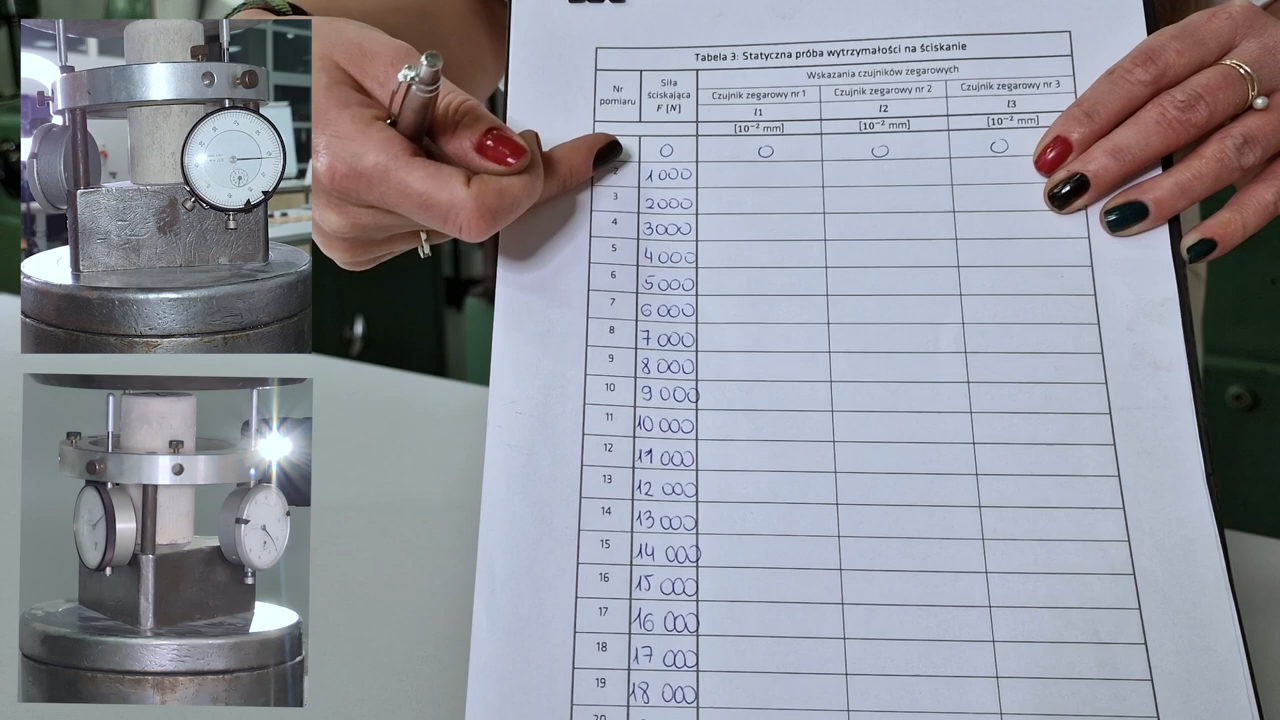 Tabela 3: Statyczna próba wytrzymałości na ściskanie
Nr pomiaru
Siła ściskająca F [N]
Wskazania czujników zegarowych
Czujnik zegarowy nr 1
Czujnik zegarowy nr 2
Czujnik zegarowy nr 3
l1
l2
l3
[10⁻² mm]
[10⁻² mm]
[10⁻² mm]
0 0 0 0
1000
3 2000
4 3000
5 4000
6 5000
7 6000
8 7000
9 8000
10 9000
11 10 000
12 11 000
13 12 000
14 13 000
15 14 000
16 15 000
17 16 000
18 17 000
19 18 000
20